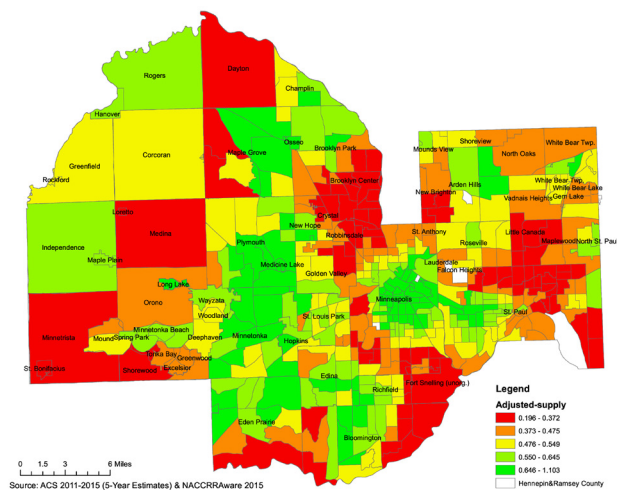 Dayton
Rogers
Champlin
Hanover
Osseo
Brooklyn Park
Mounds View
Shoreview
White Bear Twp.
North Oaks
Corcoran
Maple Grove
Greenfield
Rockford
Brooklyn Center
Arden Hills
White Bear Twp.
White Bear Lake
Gem Lake
New Brighton
Vadnais Heights
Loretto
Crystal
New Hope
Robbinsdale
Medina
Plymouth
St. Anthony
Little Canada
Independence
Roseville
Maplewood
North St. Paul
Maple Plain
Medicine Lake
Golden Valley
Lauderdale
Falcon Heights
Long Lake
Orono
Wayzata
Minneapolis
Woodland
St. Louis Park
St. Paul
Minnetonka Beach
Minnetrista
Mound
Spring Park
Deephaven
Minnetonka
Hopkins
Tonka Bay
Greenwood
St. Bonifacius
Shorewood
Excelsior
Edina
Richfield
Fort Snelling (unorg.)
Eden Prairie
Bloomington
Legend
Adjusted-supply
0.196 - 0.372
0.373 - 0.475
0.476 - 0.549
0.550 - 0.645
0.646 - 1.103
Hennepin&Ramsey County
0 1.5 3 6 Miles
Source: ACS 2011-2015 (5-Year Estimates) & NACCRRAware 2015